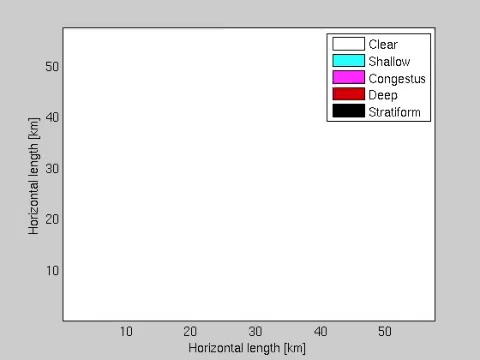 Clear
Shallow
Congestus
Deep
Stratiform
50
40
30
20
10
Horizontal length [km]
10 20 30 40 50
Horizontal length [km]